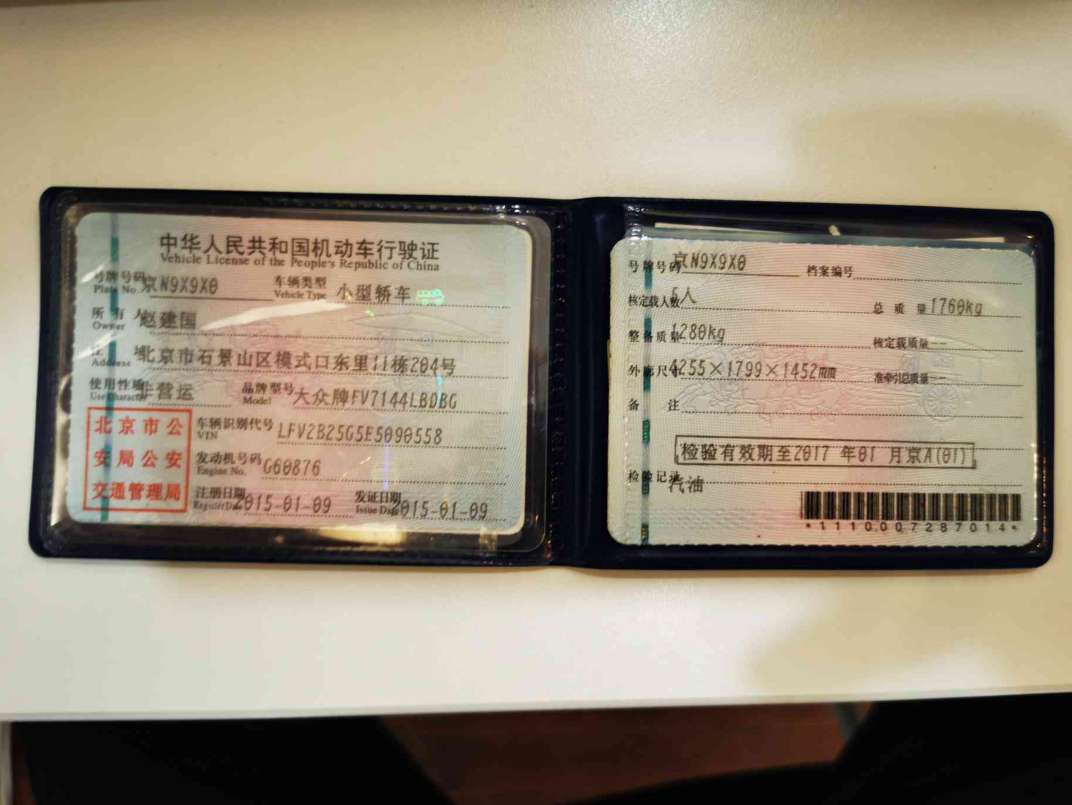 中华人民共和国机动车行驶证
Vehicle License of the People's Republic of China
号牌号码 京N9X9X0 车辆类型 小型轿车
Plate No. Vehicle Type
所有人 赵建国
Owner
住址 北京市石景山区模式口东里11栋204号
Address
使用性质 非营运 品牌型号 大众牌FV7144LBDBG
Use Character Model
北京市公
安局公安
交通管理局
车辆识别代号 LFV2B25G5E5090558
VIN
发动机号码 G60876
Engine No.
注册日期 2015-01-09 发证日期 2015-01-09
Register Date Issue Date
号牌号码 京N9X9X0 档案编号
核定载人数 5人 总质量 1760kg
整备质量 1280kg 核定载质量 --
外廓尺寸 4255×1799×1452mm 准牵引总质量 --
备注
检验有效期至2017 年01 月京A(01)
检验记录
汽油
*1110007287014*